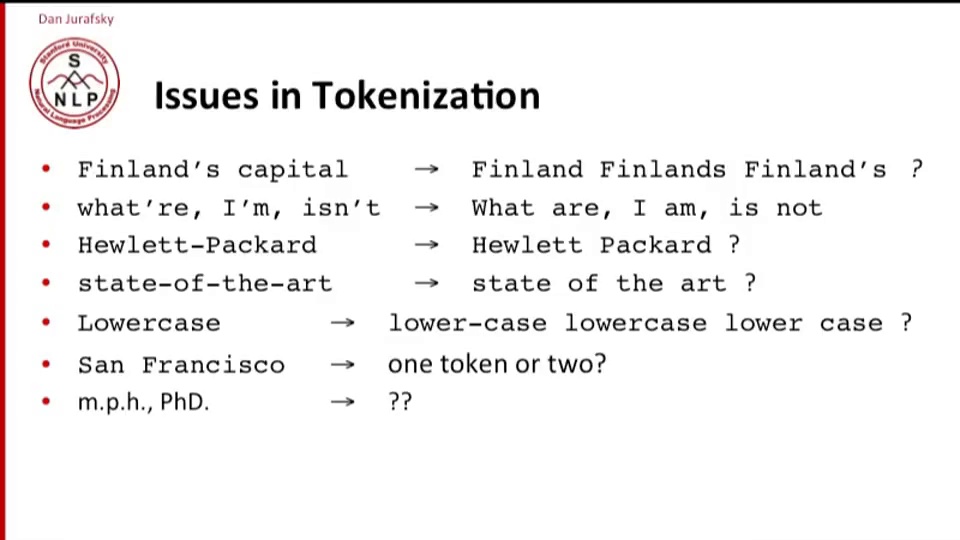 Dan Jurafsky
Stanford University
S
NLP
Natural Language Processing
Issues in Tokenization
• Finland’s capital → Finland Finlands Finland’s ?
• what’re, I’m, isn’t → What are, I am, is not
• Hewlett-Packard → Hewlett Packard ?
• state-of-the-art → state of the art ?
• Lowercase → lower-case lowercase lower case ?
• San Francisco → one token or two?
• m.p.h., PhD. → ??